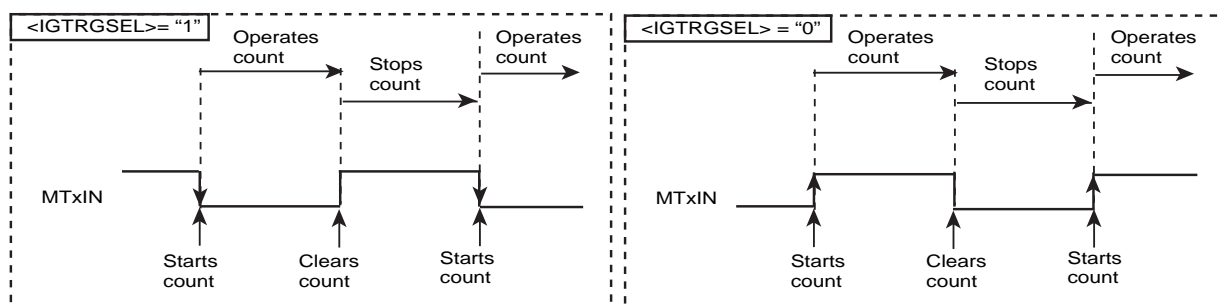 <IGTRGSEL>= “1”
Operates
count
Stops
count
Operates
count
MTxIN
Starts
count
Clears
count
Starts
count
<IGTRGSEL> = “0”
Operates
count
Stops
count
Operates
count
MTxIN
Starts
count
Clears
count
Starts
count